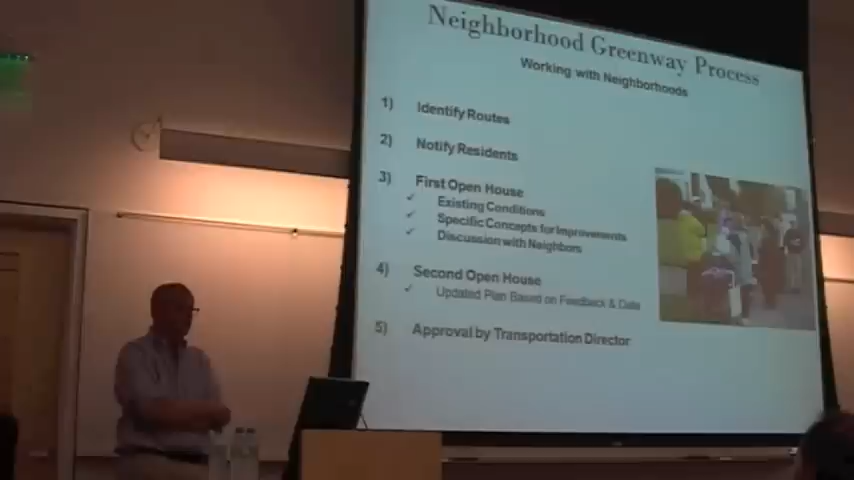 Neighborhood Greenway Process
Working with Neighborhoods
1) Identify Routes
2) Notify Residents
3) First Open House
✓ Existing Conditions
✓ Specific Concepts for Improvements
✓ Discussion with Neighbors
4) Second Open House
✓ Updated Plan Based on Feedback & Data
5) Approval by Transportation Director